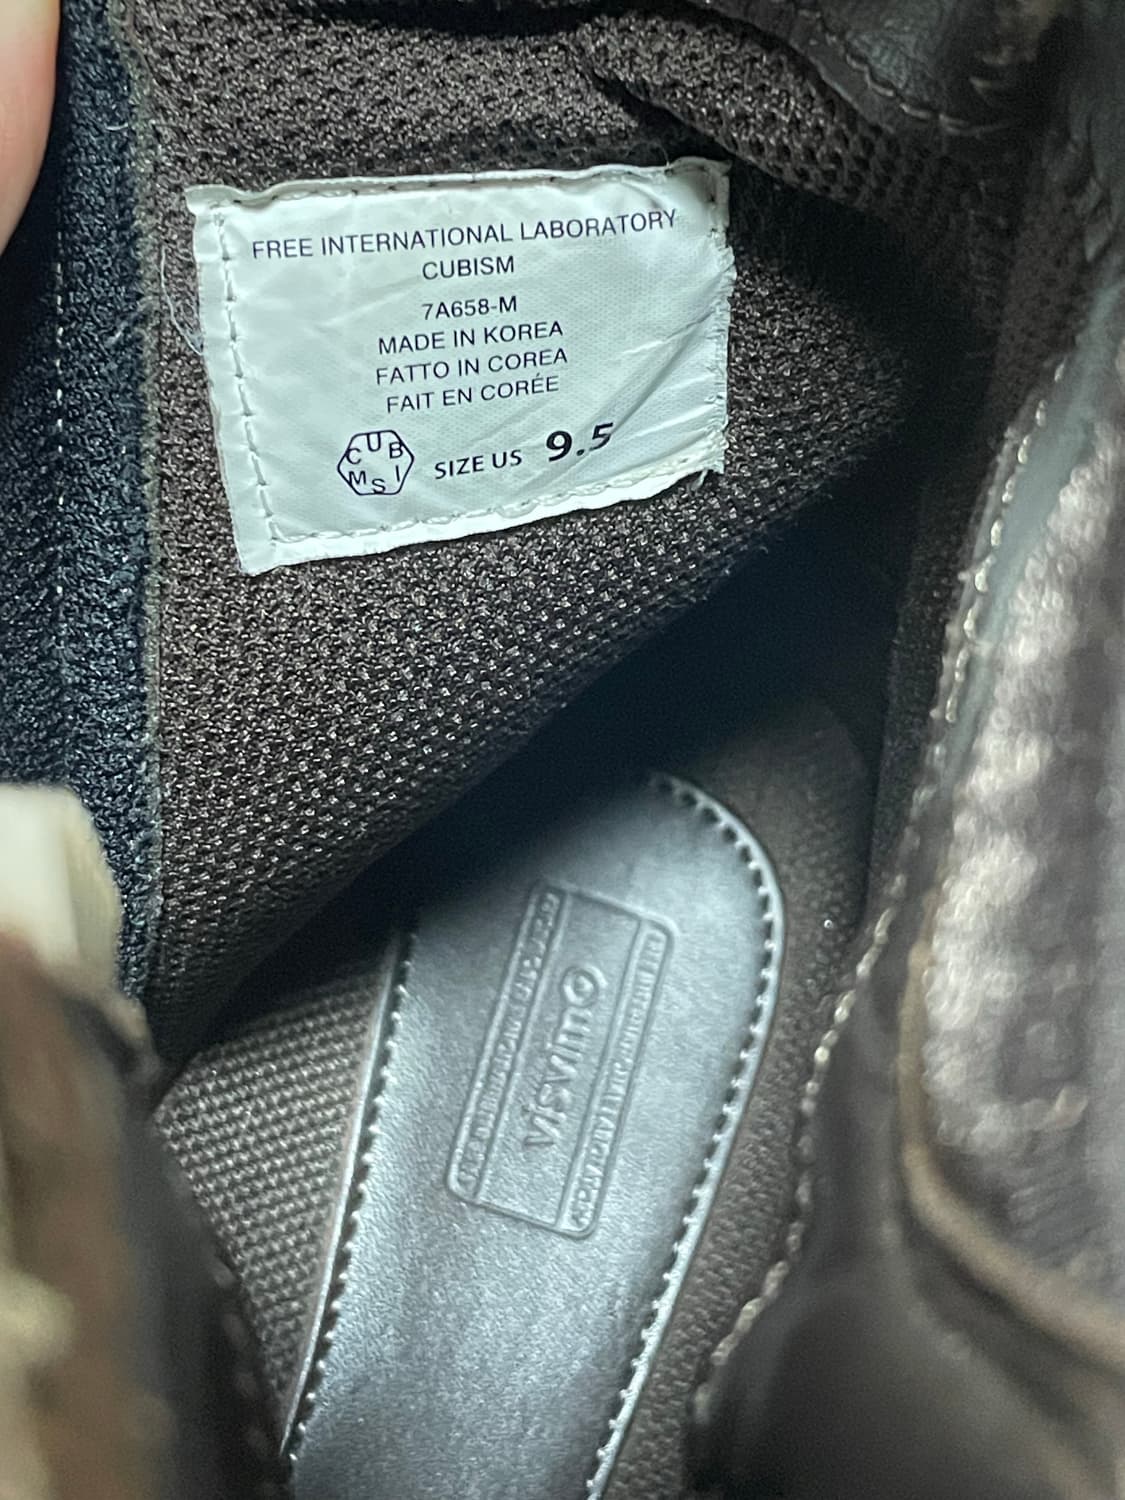 FREE INTERNATIONAL LABORATORY
CUBISM
7A658-M
MADE IN KOREA
FATTO IN COREA
FAIT EN CORÉE
CUBISM
SIZE US 9.5
visvim